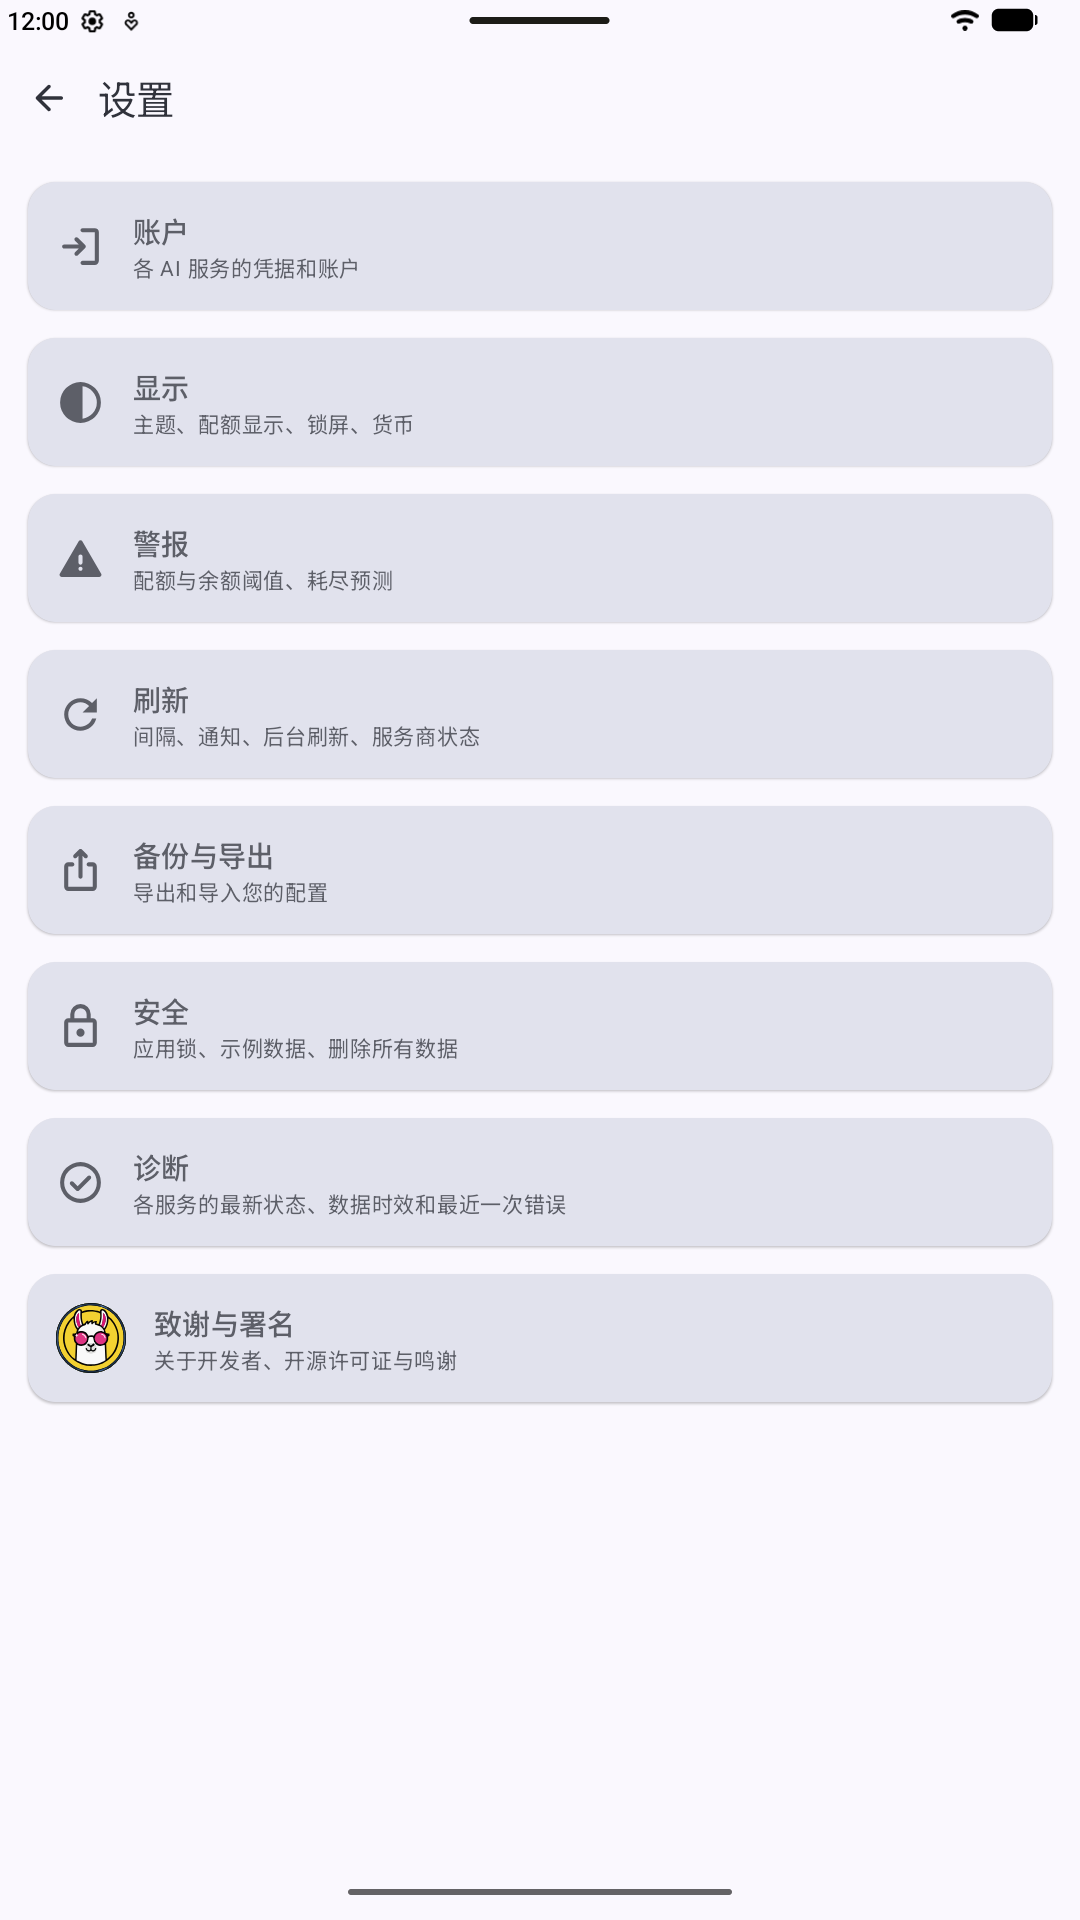 12:00
设置
账户
各 AI 服务的凭据和账户
显示
主题、配额显示、锁屏、货币
警报
配额与余额阈值、耗尽预测
刷新
间隔、通知、后台刷新、服务商状态
备份与导出
导出和导入您的配置
安全
应用锁、示例数据、删除所有数据
诊断
各服务的最新状态、数据时效和最近一次错误
致谢与署名
关于开发者、开源许可证与鸣谢